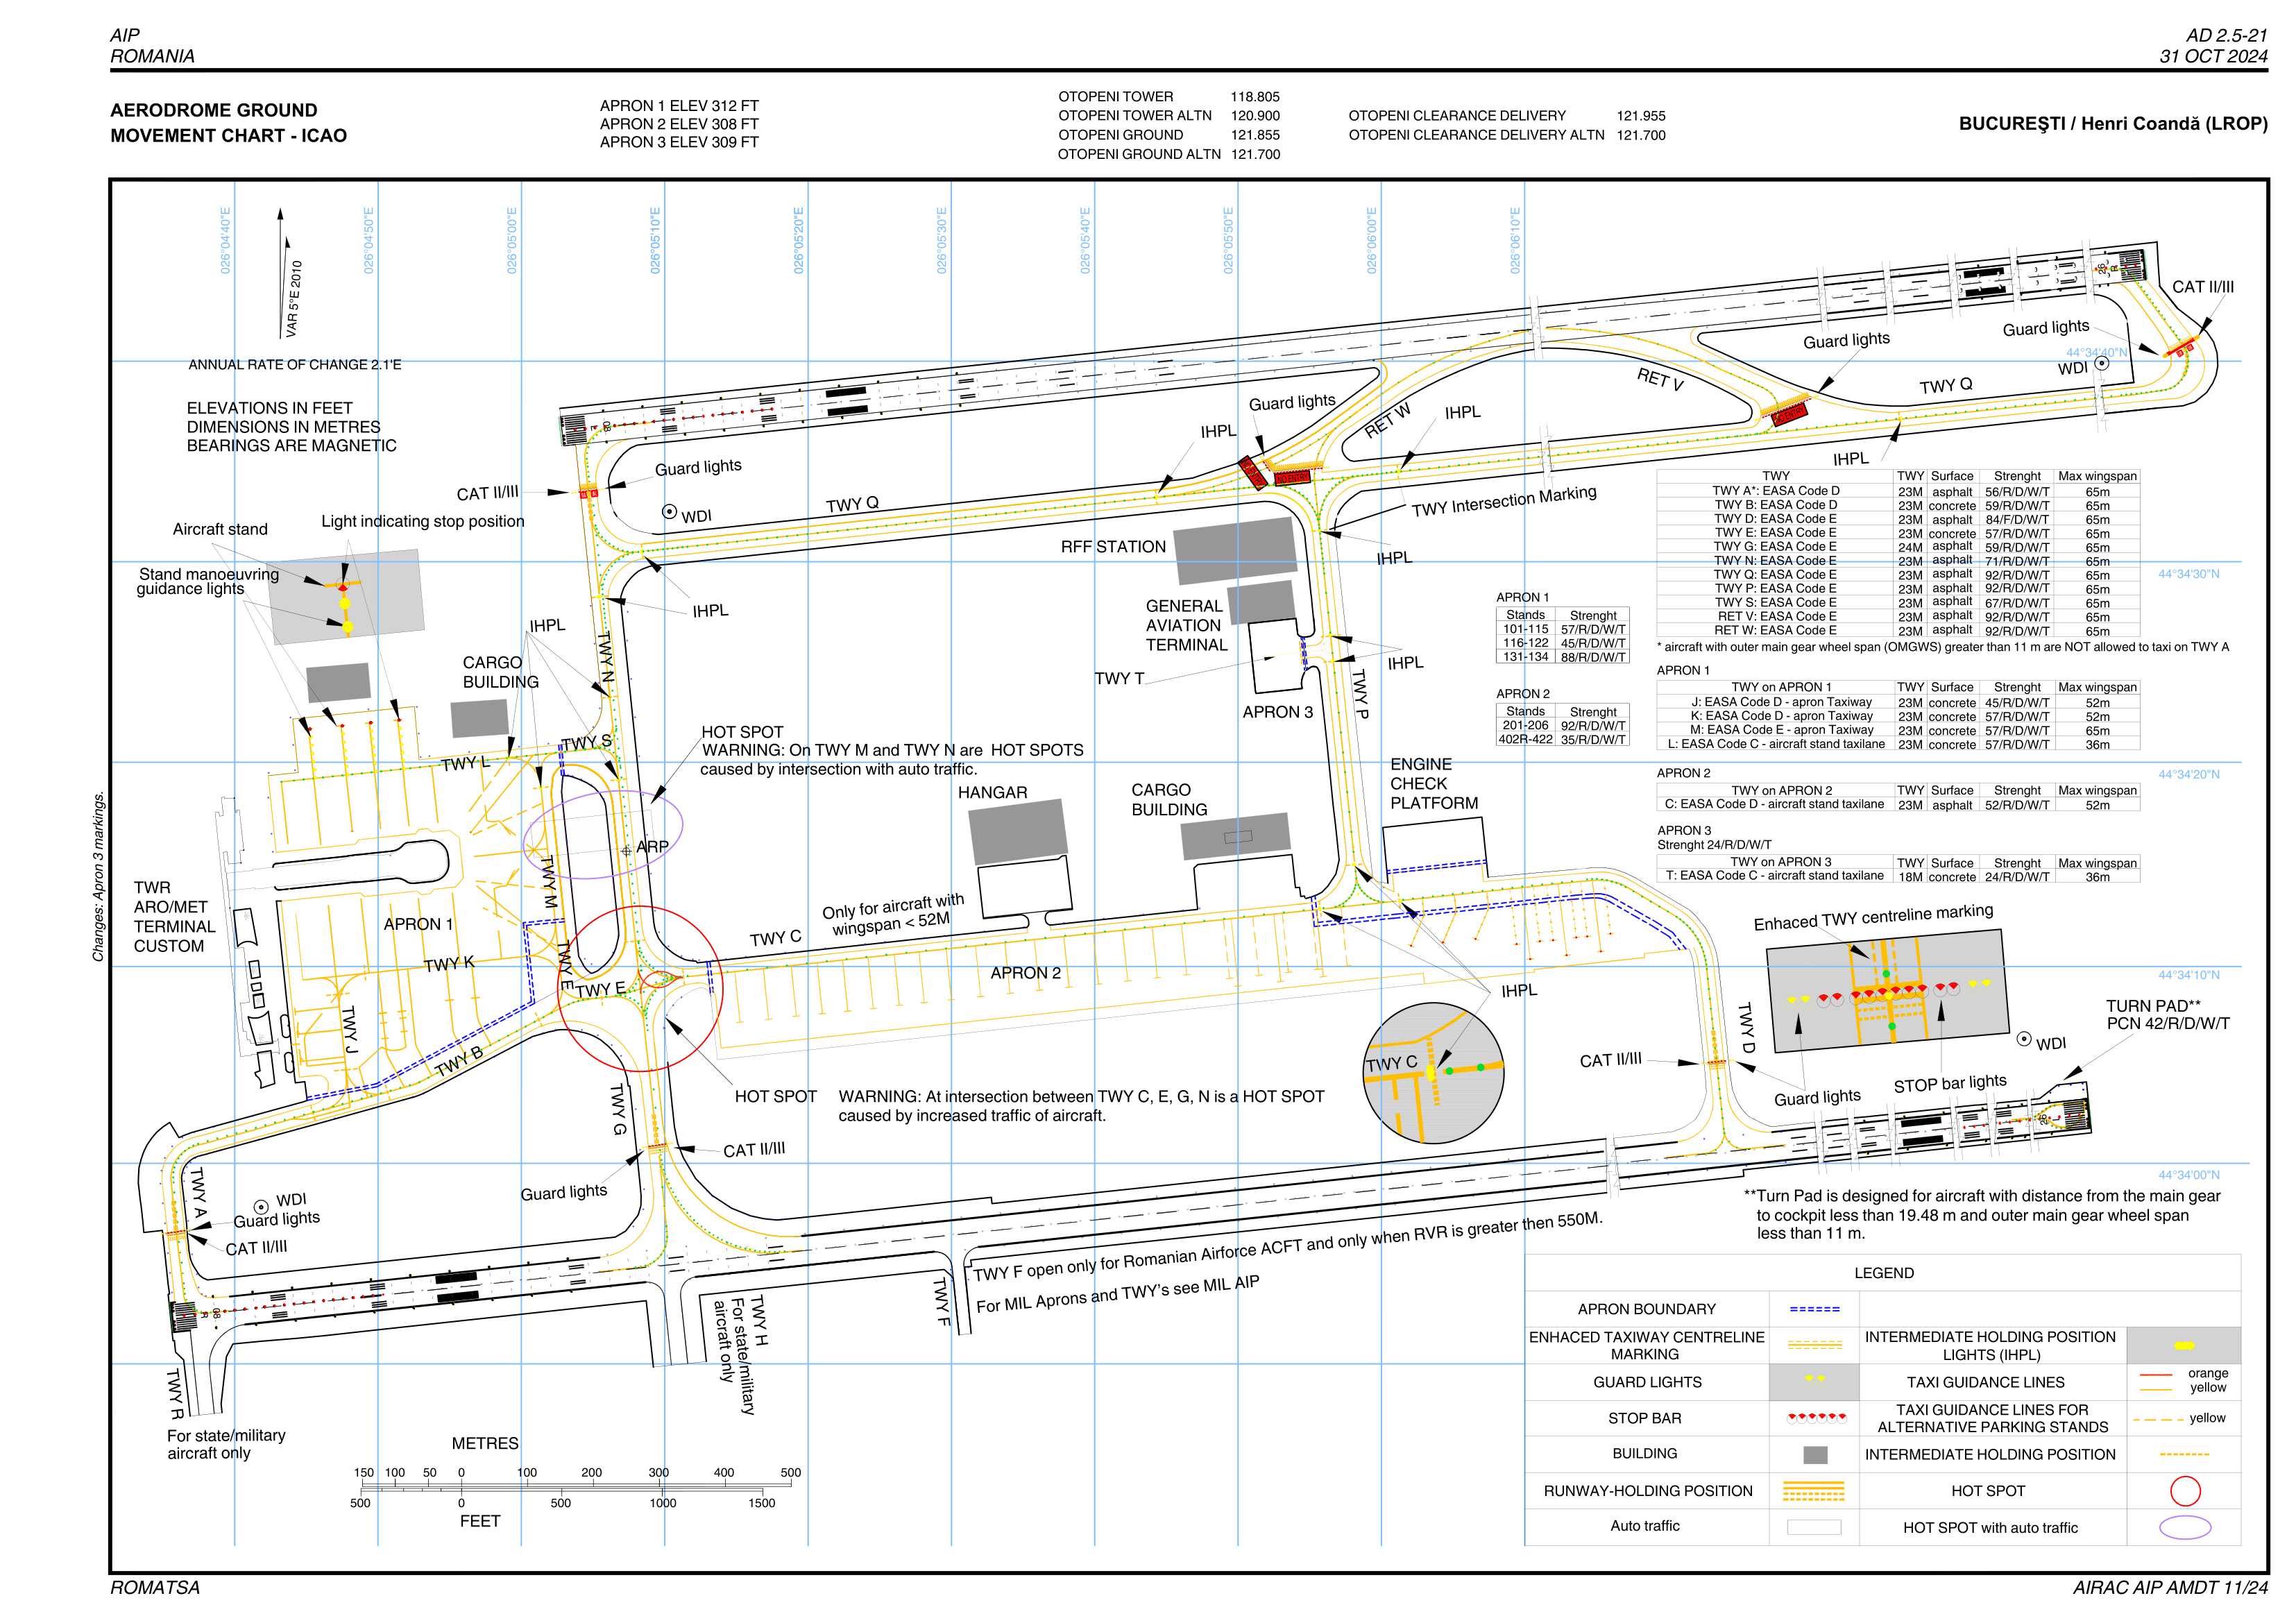 AIP
ROMANIA
AD 2.5-21
31 OCT 2024
AERODROME GROUND
MOVEMENT CHART - ICAO
APRON 1 ELEV 312 FT
APRON 2 ELEV 308 FT
APRON 3 ELEV 309 FT
OTOPENI TOWER 118.805
OTOPENI TOWER ALTN 120.900
OTOPENI GROUND 121.855
OTOPENI GROUND ALTN 121.700
OTOPENI CLEARANCE DELIVERY 121.955
OTOPENI CLEARANCE DELIVERY ALTN 121.700
BUCUREŞTI / Henri Coandă (LROP)
026°04'40"E
026°04'50"E
026°05'00"E
026°05'10"E
026°05'20"E
026°05'30"E
026°05'40"E
026°05'50"E
026°06'00"E
026°06'10"E
VAR 5°E 2010
ANNUAL RATE OF CHANGE 2.1'E
ELEVATIONS IN FEET
DIMENSIONS IN METRES
BEARINGS ARE MAGNETIC
CAT II/III
Guard lights
Guard lights
44°34'40"N
WDI
TWY Q
RET V
RET W
Guard lights
IHPL
IHPL
IHPL
NO ENTRY
NO ENTRY
Guard lights
CAT II/III
WDI
TWY Q
TWY Intersection Marking
Aircraft stand
Light indicating stop position
Stand manoeuvring
guidance lights
RFF STATION
IHPL
44°34'30"N
IHPL
IHPL
TWY N
GENERAL
AVIATION
TERMINAL
IHPL
TWY T
TWY P
APRON 3
CARGO
BUILDING
TWY S
TWY L
HOT SPOT
WARNING: On TWY M and TWY N are HOT SPOTS
caused by intersection with auto traffic.
HANGAR
CARGO
BUILDING
ENGINE
CHECK
PLATFORM
44°34'20"N
ARP
TWY M
TWR
ARO/MET
TERMINAL
CUSTOM
APRON 1
TWY K
TWY J
TWY B
TWY E
TWY E
TWY C
Only for aircraft with
wingspan < 52M
APRON 2
IHPL
TWY C
44°34'10"N
TWY D
CAT II/III
Enhaced TWY centreline marking
Guard lights
STOP bar lights
TURN PAD**
PCN 42/R/D/W/T
WDI
HOT SPOT WARNING: At intersection between TWY C, E, G, N is a HOT SPOT
caused by increased traffic of aircraft.
TWY G
CAT II/III
Guard lights
44°34'00"N
TWY A
WDI
Guard lights
CAT II/III
TWY F open only for Romanian Airforce ACFT and only when RVR is greater then 550M.
For MIL Aprons and TWY's see MIL AIP
TWY F
TWY H
For state/military
aircraft only
TWY R
For state/military
aircraft only
**Turn Pad is designed for aircraft with distance from the main gear
to cockpit less than 19.48 m and outer main gear wheel span
less than 11 m.
TWY TWY Surface Strenght Max wingspan
TWY A*: EASA Code D 23M asphalt 56/R/D/W/T 65m
TWY B: EASA Code D 23M concrete 59/R/D/W/T 65m
TWY D: EASA Code E 23M asphalt 84/F/D/W/T 65m
TWY E: EASA Code E 23M concrete 57/R/D/W/T 65m
TWY G: EASA Code E 24M asphalt 59/R/D/W/T 65m
TWY N: EASA Code E 23M asphalt 71/R/D/W/T 65m
TWY Q: EASA Code E 23M asphalt 92/R/D/W/T 65m
TWY P: EASA Code E 23M asphalt 92/R/D/W/T 65m
TWY S: EASA Code E 23M asphalt 67/R/D/W/T 65m
RET V: EASA Code E 23M asphalt 92/R/D/W/T 65m
RET W: EASA Code E 23M asphalt 92/R/D/W/T 65m
* aircraft with outer main gear wheel span (OMGWS) greater than 11 m are NOT allowed to taxi on TWY A
APRON 1
Stands Strenght
101-115 57/R/D/W/T
116-122 45/R/D/W/T
131-134 88/R/D/W/T
APRON 2
Stands Strenght
201-206 92/R/D/W/T
402R-422 35/R/D/W/T
APRON 1
TWY on APRON 1 TWY Surface Strenght Max wingspan
J: EASA Code D - apron Taxiway 23M concrete 45/R/D/W/T 52m
K: EASA Code D - apron Taxiway 23M concrete 57/R/D/W/T 52m
M: EASA Code E - apron Taxiway 23M concrete 57/R/D/W/T 65m
L: EASA Code C - aircraft stand taxilane 23M concrete 57/R/D/W/T 36m
APRON 2
TWY on APRON 2 TWY Surface Strenght Max wingspan
C: EASA Code D - aircraft stand taxilane 23M asphalt 52/R/D/W/T 52m
APRON 3
Strenght 24/R/D/W/T
TWY on APRON 3 TWY Surface Strenght Max wingspan
T: EASA Code C - aircraft stand taxilane 18M concrete 24/R/D/W/T 36m
LEGEND
APRON BOUNDARY
ENHACED TAXIWAY CENTRELINE
MARKING
INTERMEDIATE HOLDING POSITION
LIGHTS (IHPL)
GUARD LIGHTS
TAXI GUIDANCE LINES
orange
yellow
STOP BAR
TAXI GUIDANCE LINES FOR
ALTERNATIVE PARKING STANDS
yellow
BUILDING
INTERMEDIATE HOLDING POSITION
RUNWAY-HOLDING POSITION
HOT SPOT
Auto traffic
HOT SPOT with auto traffic
METRES
150 100 50 0 100 200 300 400 500
500 0 500 1000 1500
FEET
Changes: Apron 3 markings.
ROMATSA
AIRAC AIP AMDT 11/24